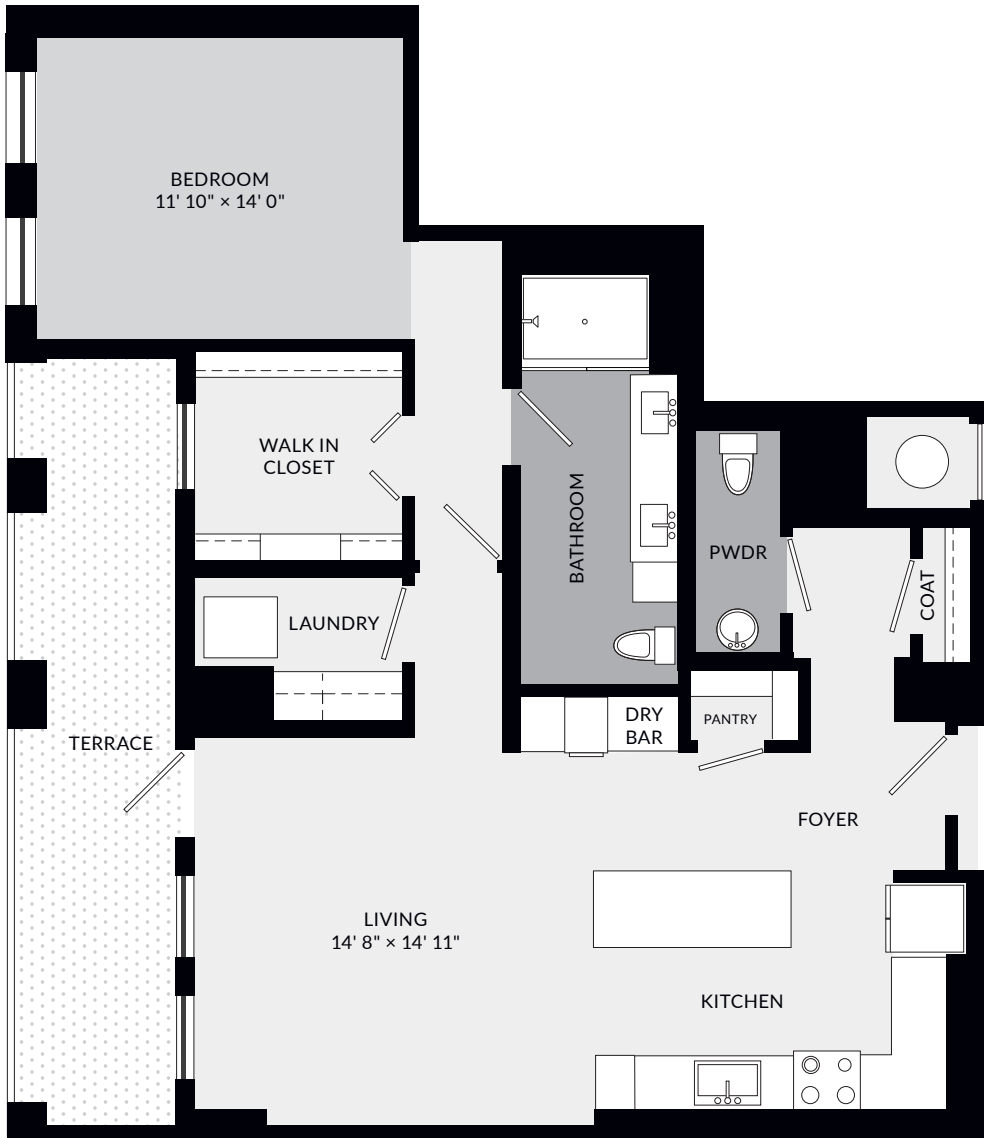 BEDROOM
11' 10" × 14' 0"
WALK IN
CLOSET
BATHROOM
PWDR
COAT
LAUNDRY
DRY
BAR
PANTRY
TERRACE
FOYER
LIVING
14' 8" × 14' 11"
KITCHEN